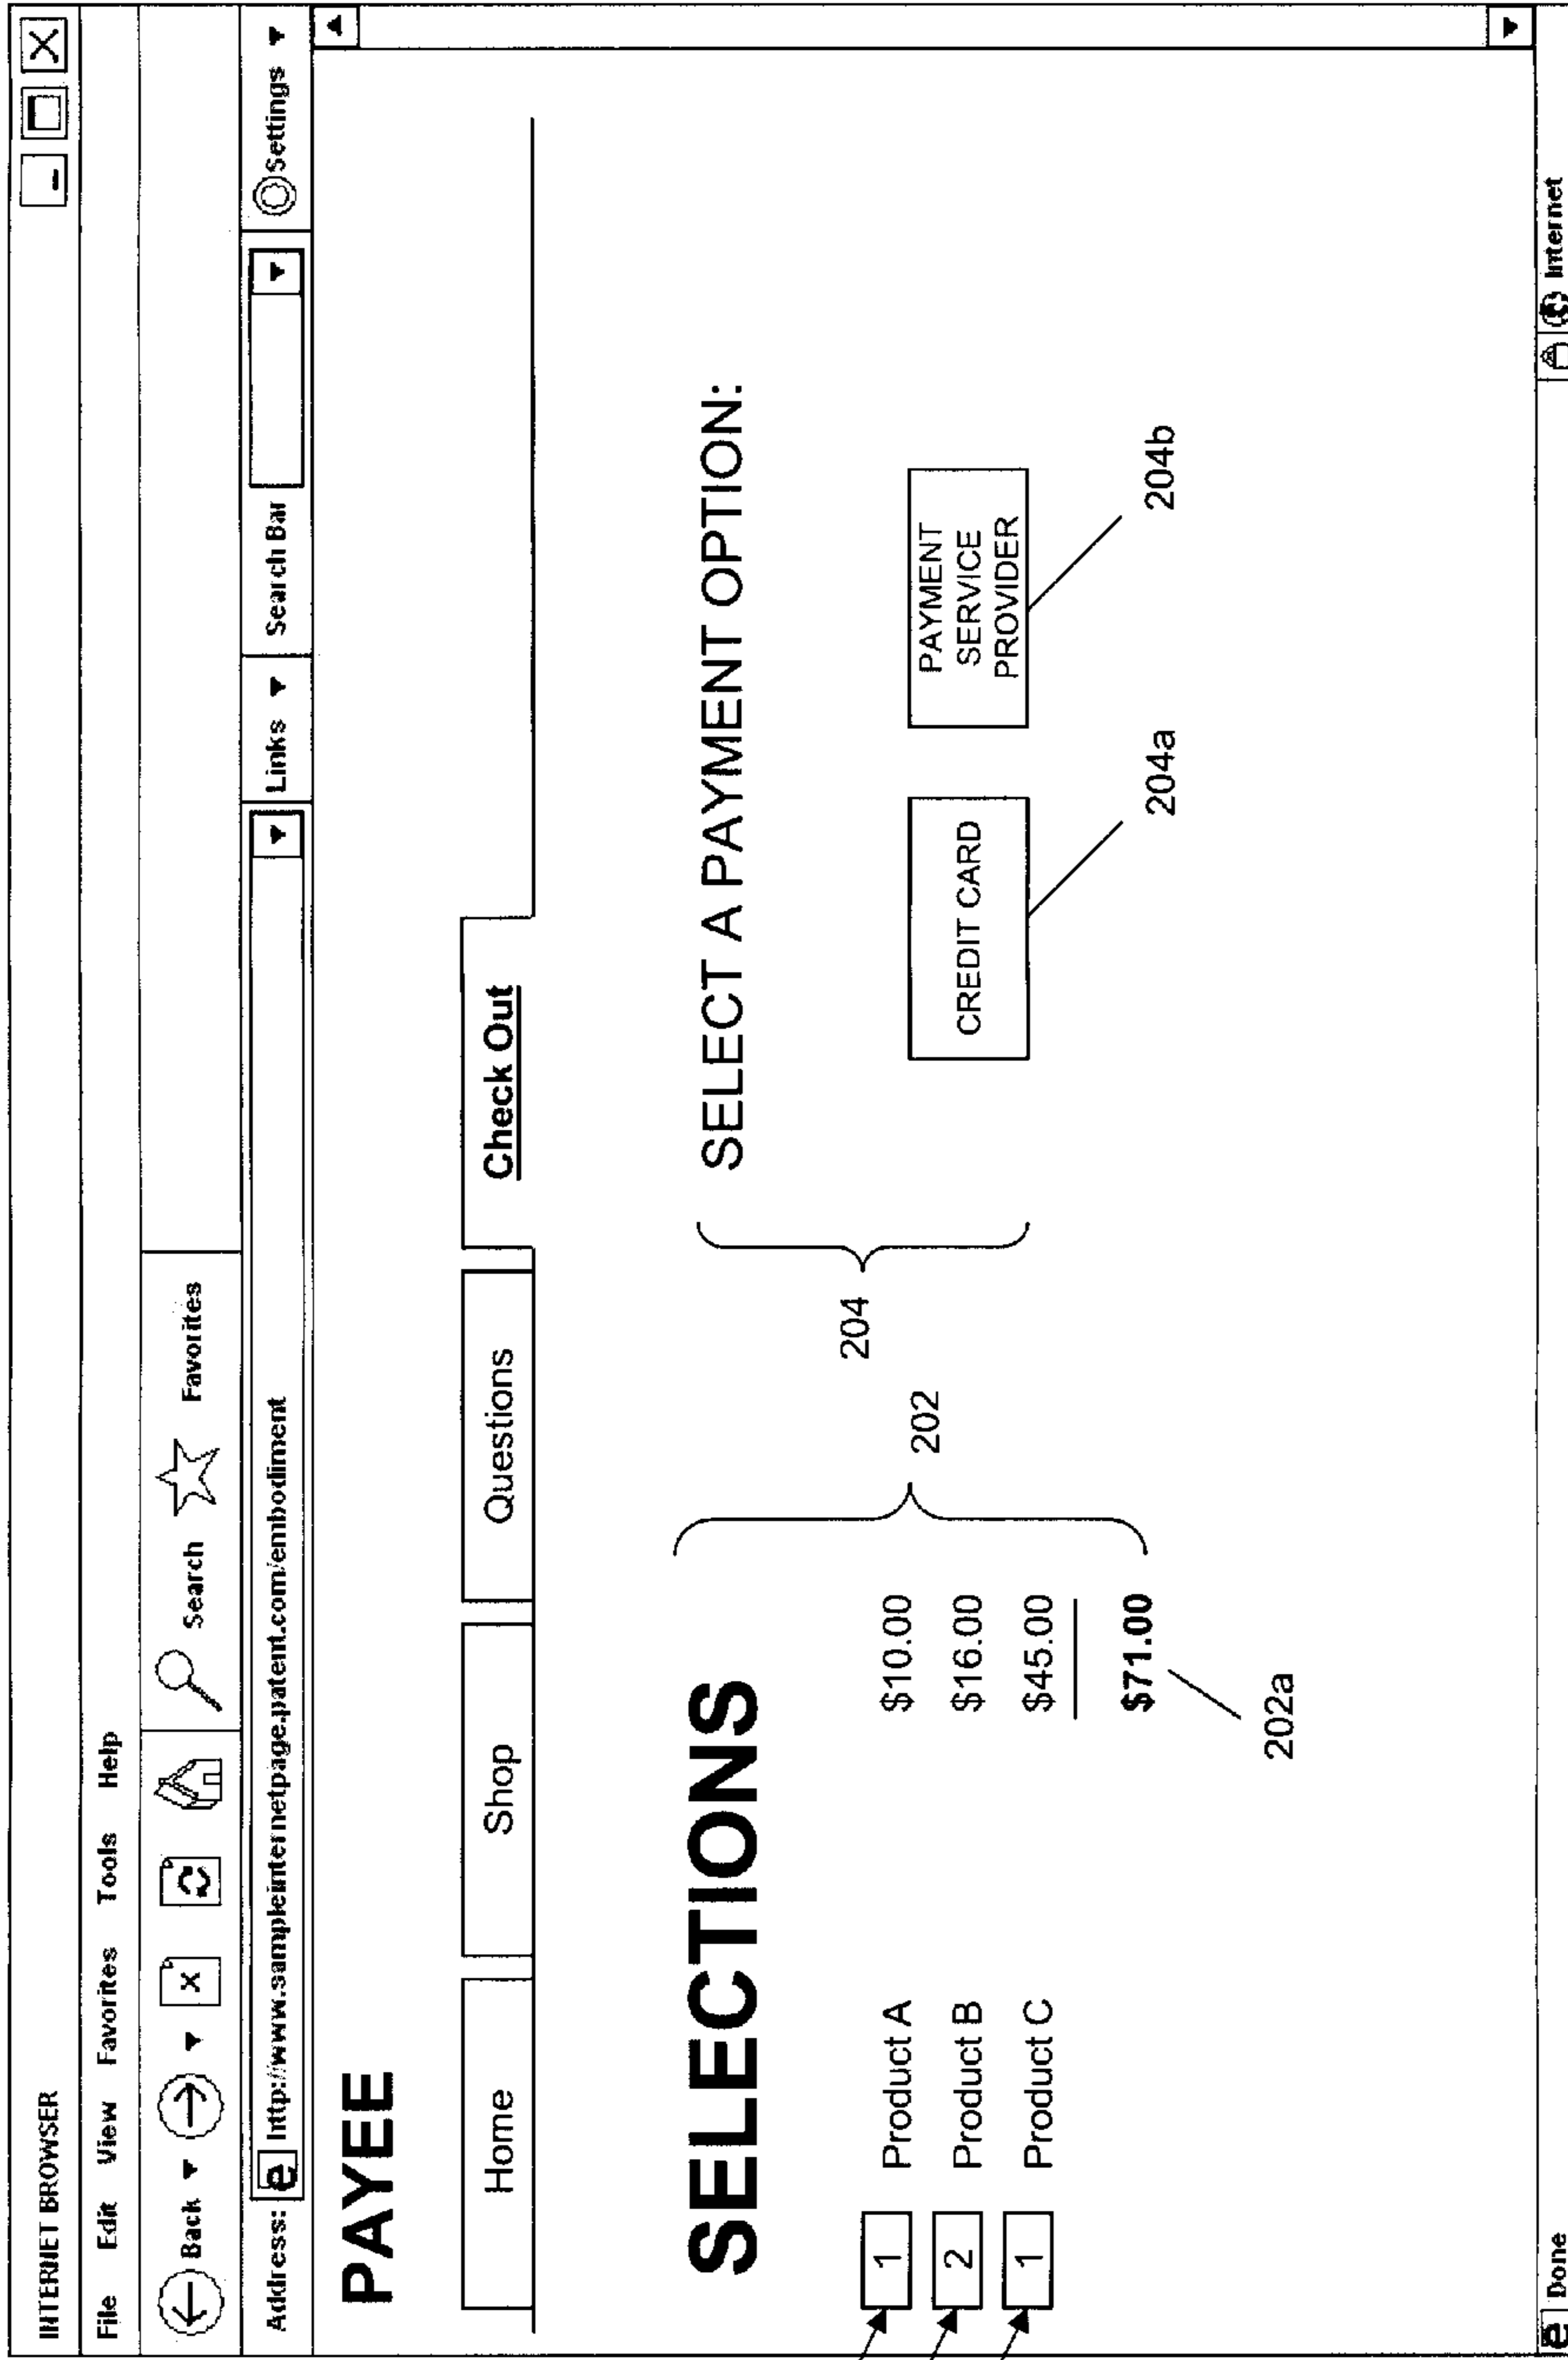 INTERNET BROWSER
File Edit View Favorites Tools Help
Back Search Favorites
Address: http://www.sampleinternetpage.patent.com/embodiment Links Search Bar Settings
PAYEE
Home Shop Questions Check Out
SELECTIONS
SELECT A PAYMENT OPTION:
1 Product A $10.00
2 Product B $16.00
1 Product C $45.00
$71.00
202a
202
204
CREDIT CARD
204a
PAYMENT
SERVICE
PROVIDER
204b
Done Internet